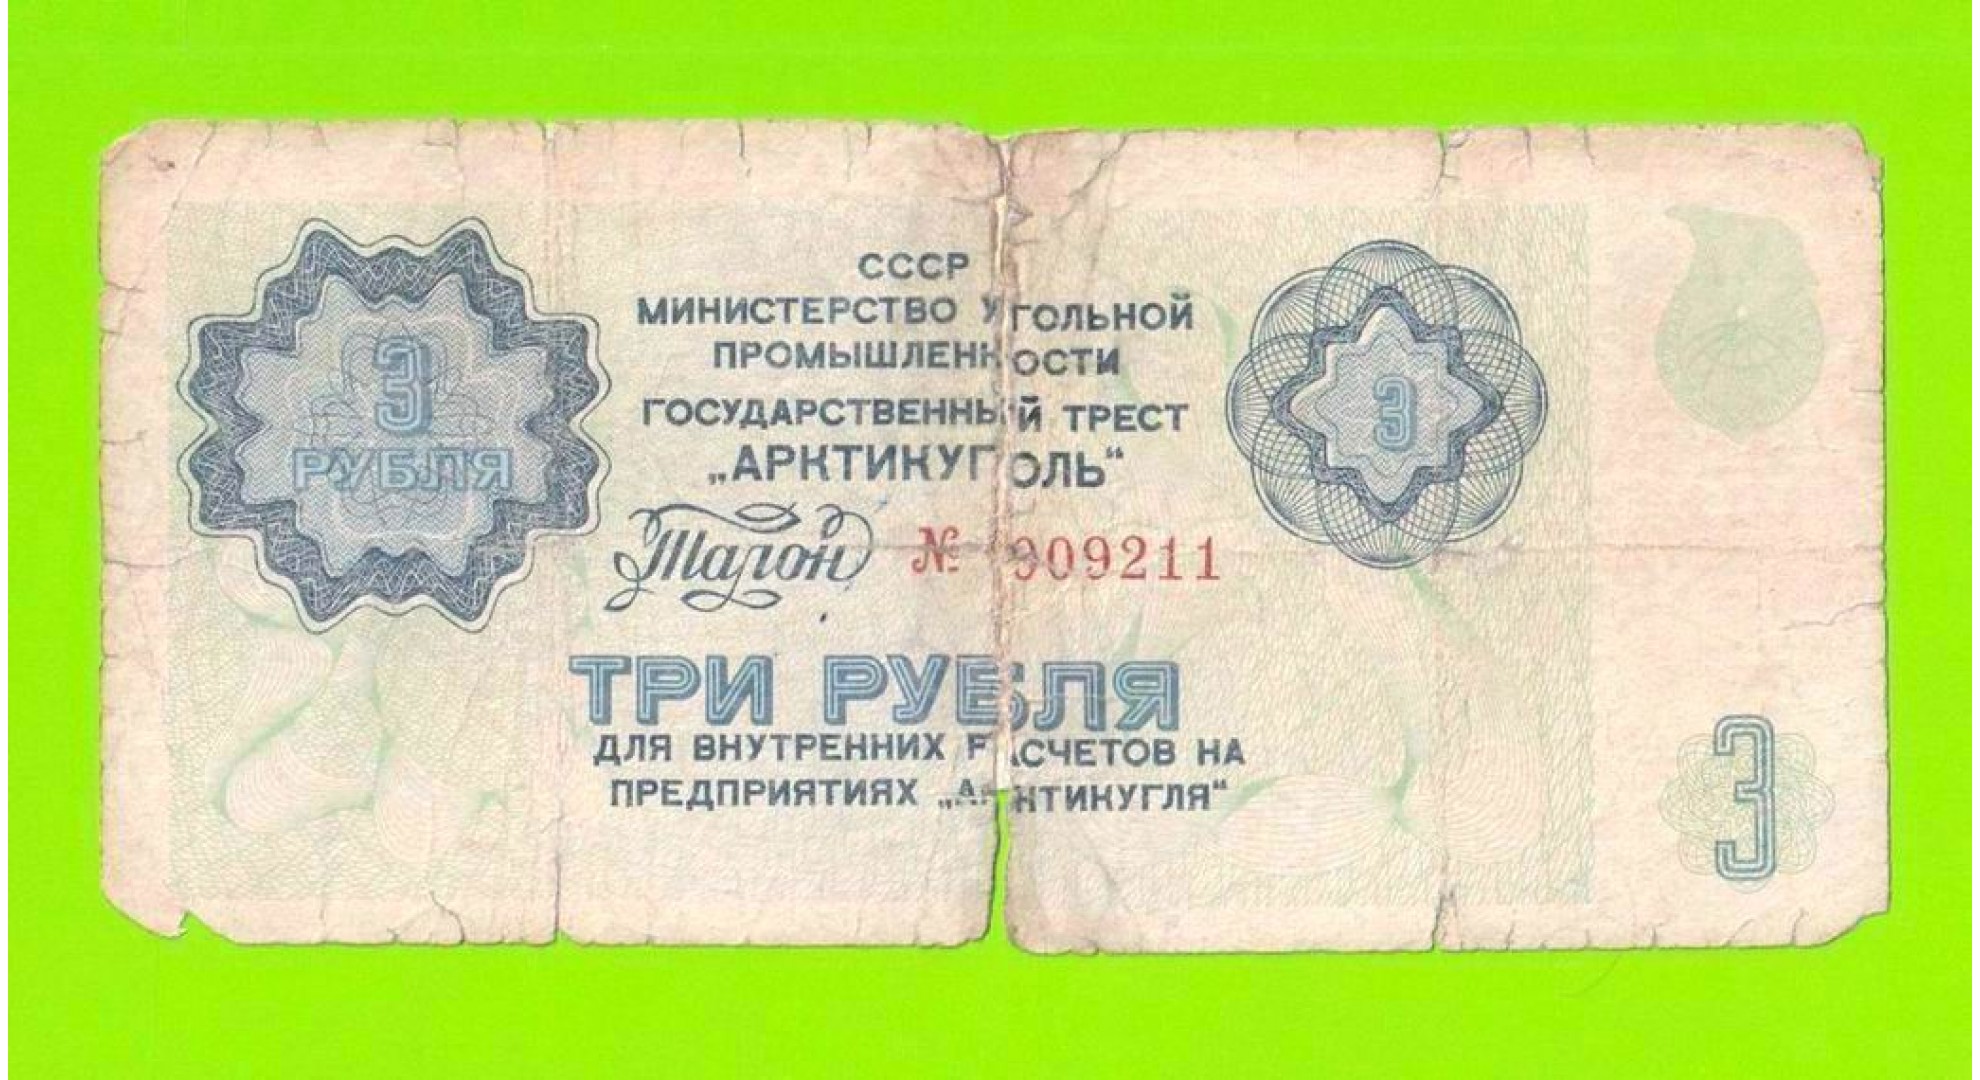 СССР
МИНИСТЕРСТВО УГОЛЬНОЙ
ПРОМЫШЛЕННОСТИ
ГОСУДАРСТВЕННЫЙ ТРЕСТ
„АРКТИКУГОЛЬ“
3
РУБЛЯ
3
Талон № 909211
ТРИ РУБЛЯ
ДЛЯ ВНУТРЕННИХ РАСЧЕТОВ НА
ПРЕДПРИЯТИЯХ „АРКТИКУГЛЯ“
3